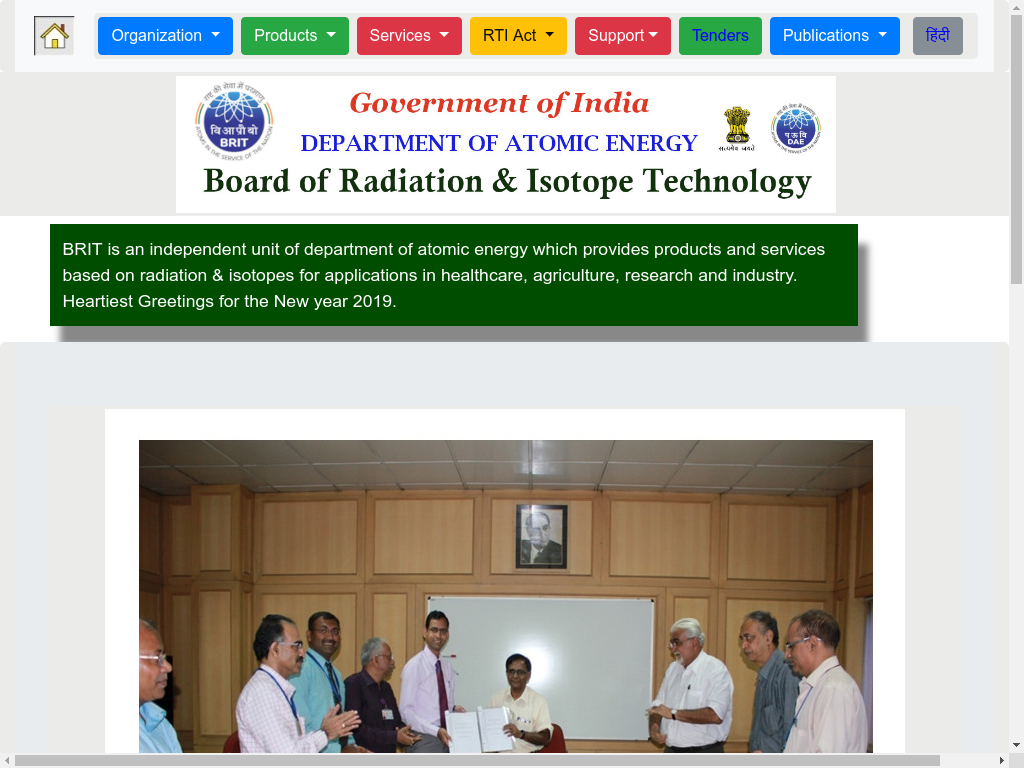 Organization
Products
Services
RTI Act
Support
Tenders
Publications
हिंदी
BRIT
Government of India
DEPARTMENT OF ATOMIC ENERGY
Board of Radiation & Isotope Technology
सत्यमेव जयते
DAE
BRIT is an independent unit of department of atomic energy which provides products and services
based on radiation & isotopes for applications in healthcare, agriculture, research and industry.
Heartiest Greetings for the New year 2019.